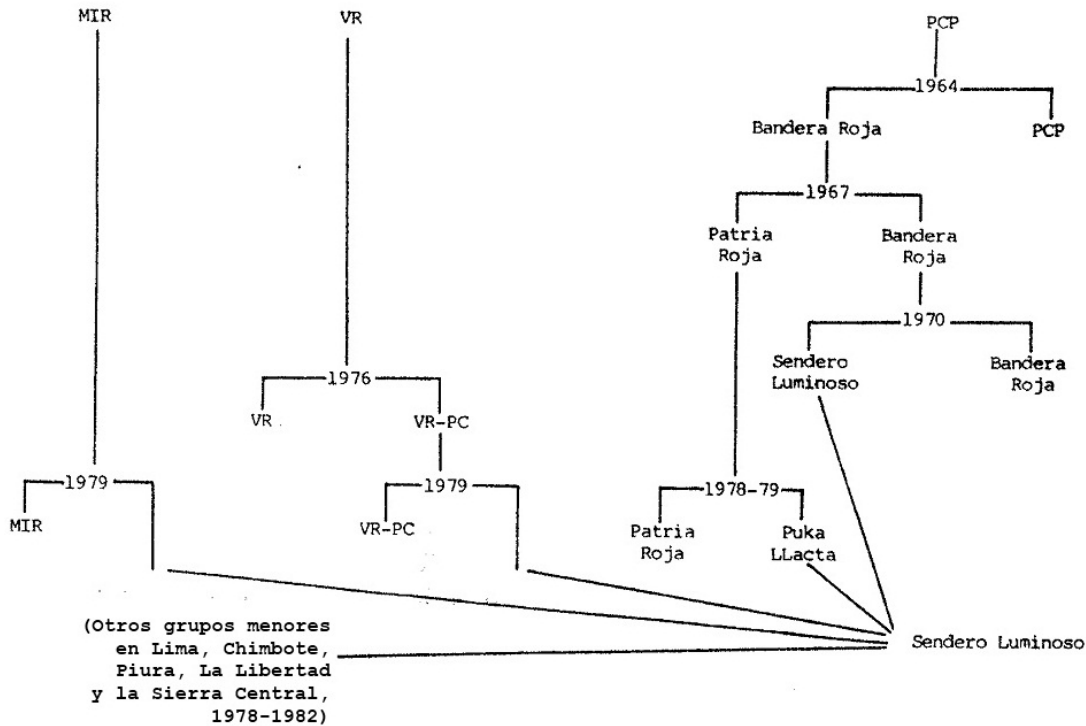 MIR
VR
PCP
1964
Bandera Roja
PCP
1967
Patria
Roja
Bandera
Roja
1970
Sendero
Luminoso
Bandera
Roja
1976
VR
VR-PC
1979
MIR
1979
VR-PC
1978-79
Patria
Roja
Puka
LLacta
(Otros grupos menores
en Lima, Chimbote,
Piura, La Libertad
y la Sierra Central,
1978-1982)
Sendero Luminoso